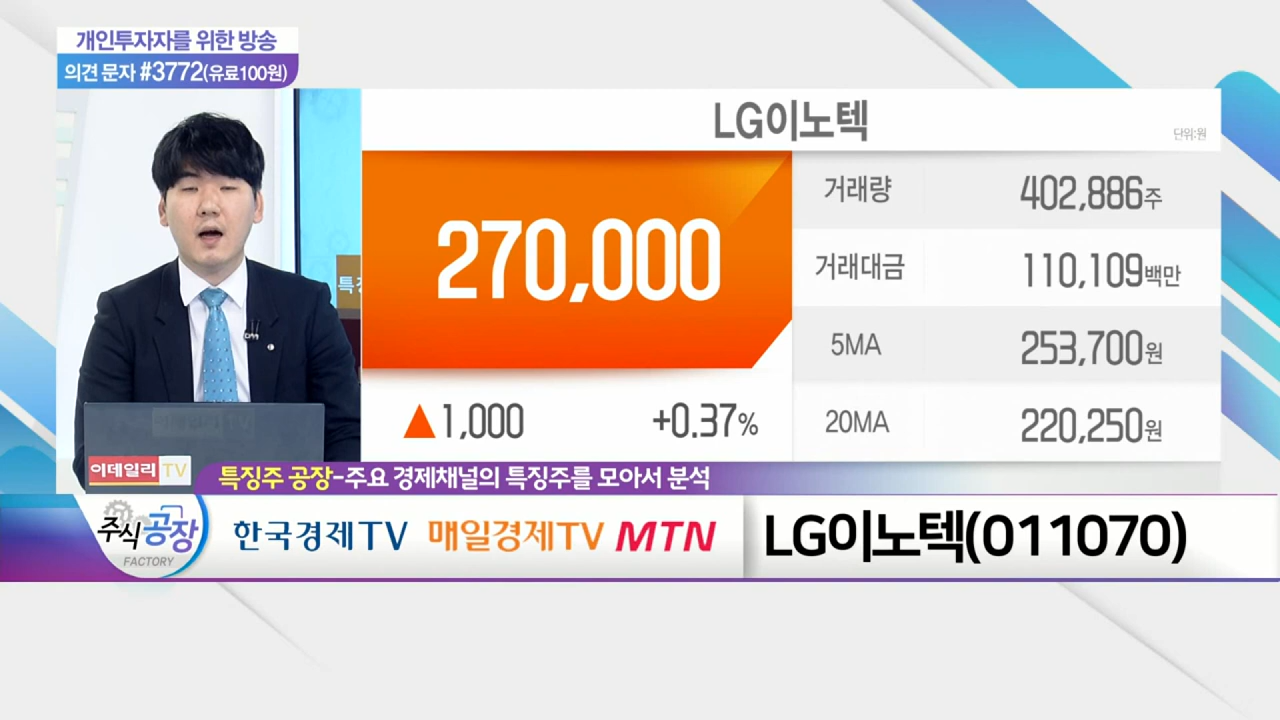 개인투자자를 위한 방송
의견 문자 #3772(유료100원)
LG이노텍
단위:원
270,000
▲1,000 +0.37%
거래량 402,886주
거래대금 110,109백만
5MA 253,700원
20MA 220,250원
특징
이데일리 TV
특징주 공장-주요 경제채널의 특징주를 모아서 분석
주식공장
FACTORY
한국경제TV 매일경제TV MTN
LG이노텍(011070)